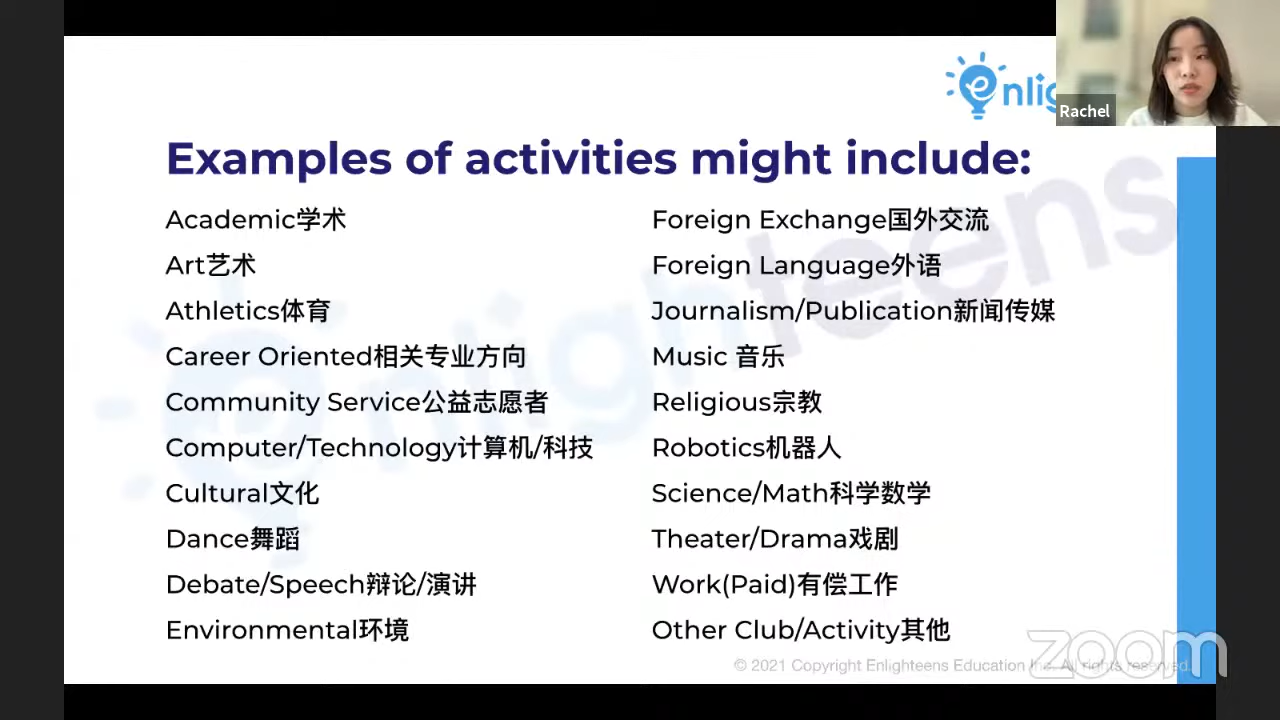 enlig
Rachel
Examples of activities might include:
Academic学术
Art艺术
Athletics体育
Career Oriented相关专业方向
Community Service公益志愿者
Computer/Technology计算机/科技
Cultural文化
Dance舞蹈
Debate/Speech辩论/演讲
Environmental环境
Foreign Exchange国外交流
Foreign Language外语
Journalism/Publication新闻传媒
Music 音乐
Religious宗教
Robotics机器人
Science/Math科学数学
Theater/Drama戏剧
Work(Paid)有偿工作
Other Club/Activity其他
enlighteens
© 2021 Copyright Enlighteens Education Inc. All rights reserved.
zoom